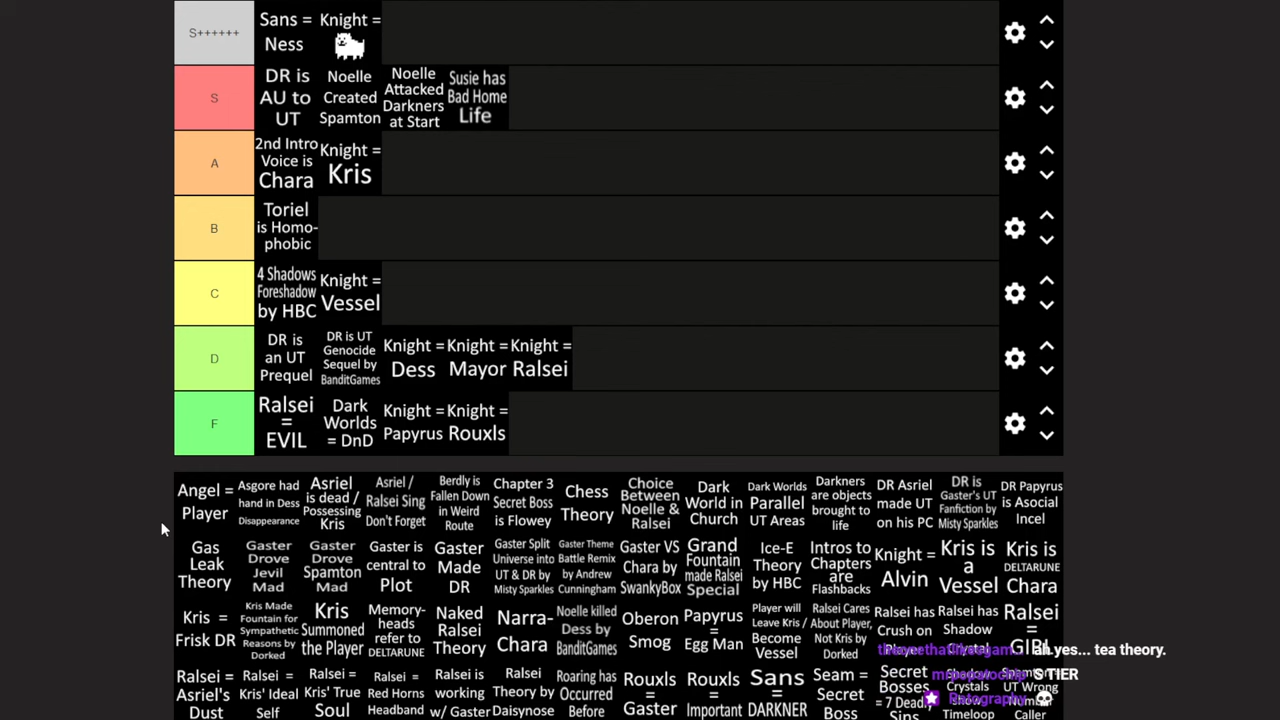 S++++++
Sans = Ness
Knight =
S
DR is AU to UT
Noelle Created Spamton
Noelle Attacked Darkners at Start
Susie has Bad Home Life
A
2nd Intro Voice is Chara
Knight = Kris
B
Toriel is Homo-phobic
C
4 Shadows Foreshadow by HBC
Knight = Vessel
D
DR is an UT Prequel
DR is UT Genocide Sequel by BanditGames
Knight = Dess
Knight = Mayor
Knight = Ralsei
F
Ralsei = EVIL
Dark Worlds = DnD
Knight = Papyrus
Knight = Rouxls
Angel = Player
Asgore had hand in Dess Disappearance
Asriel is dead / Possessing Kris
Asriel / Ralsei Sing Don't Forget
Berdly is Fallen Down in Weird Route
Chapter 3 Secret Boss is Flowey
Chess Theory
Choice Between Noelle & Ralsei
Dark World in Church
Dark Worlds Parallel UT Areas
Darkners are objects brought to life
DR Asriel made UT on his PC
DR is Gaster's UT Fanfiction by Misty Sparkles
DR Papyrus is Asocial Incel
Gas Leak Theory
Gaster Drove Jevil Mad
Gaster Drove Spamton Mad
Gaster is central to Plot
Gaster Made DR
Gaster Split Universe into UT & DR by Misty Sparkles
Gaster Theme Battle Remix by Andrew Cunningham
Gaster VS Chara by SwankyBox
Grand Fountain made Ralsei Special
Ice-E Theory by HBC
Intros to Chapters are Flashbacks
Knight = Alvin
Kris is a Vessel
Kris is DELTARUNE Chara
Kris = Frisk DR
Kris Made Fountain for Sympathetic Reasons by Dorked
Kris Summoned the Player
Memory-heads refer to DELTARUNE
Naked Ralsei Theory
Narra-Chara
Noelle killed Dess by BanditGames
Oberon Smog
Papyrus = Egg Man
Player will Leave Kris / Become Vessel
Ralsei Cares About Player, Not Kris by Dorked
Ralsei has Crush on
Ralsei has Shadow Crystal
Ralsei = GIRL
ah yes... tea theory.
S TIER
Ralsei = Asriel's Dust
Ralsei = Kris' Ideal Self
Ralsei = Kris' True Soul
Ralsei = Red Horns Headband
Ralsei is working w/ Gaster
Ralsei Theory by Daisynose
Roaring has Occurred Before
Rouxls = Gaster
Rouxls = Important
Sans = DARKNER
Seam = Secret Boss
Secret Bosses = 7 Deadly Sins
Shadow Crystals Show Timeloop
UT Wrong Number Caller